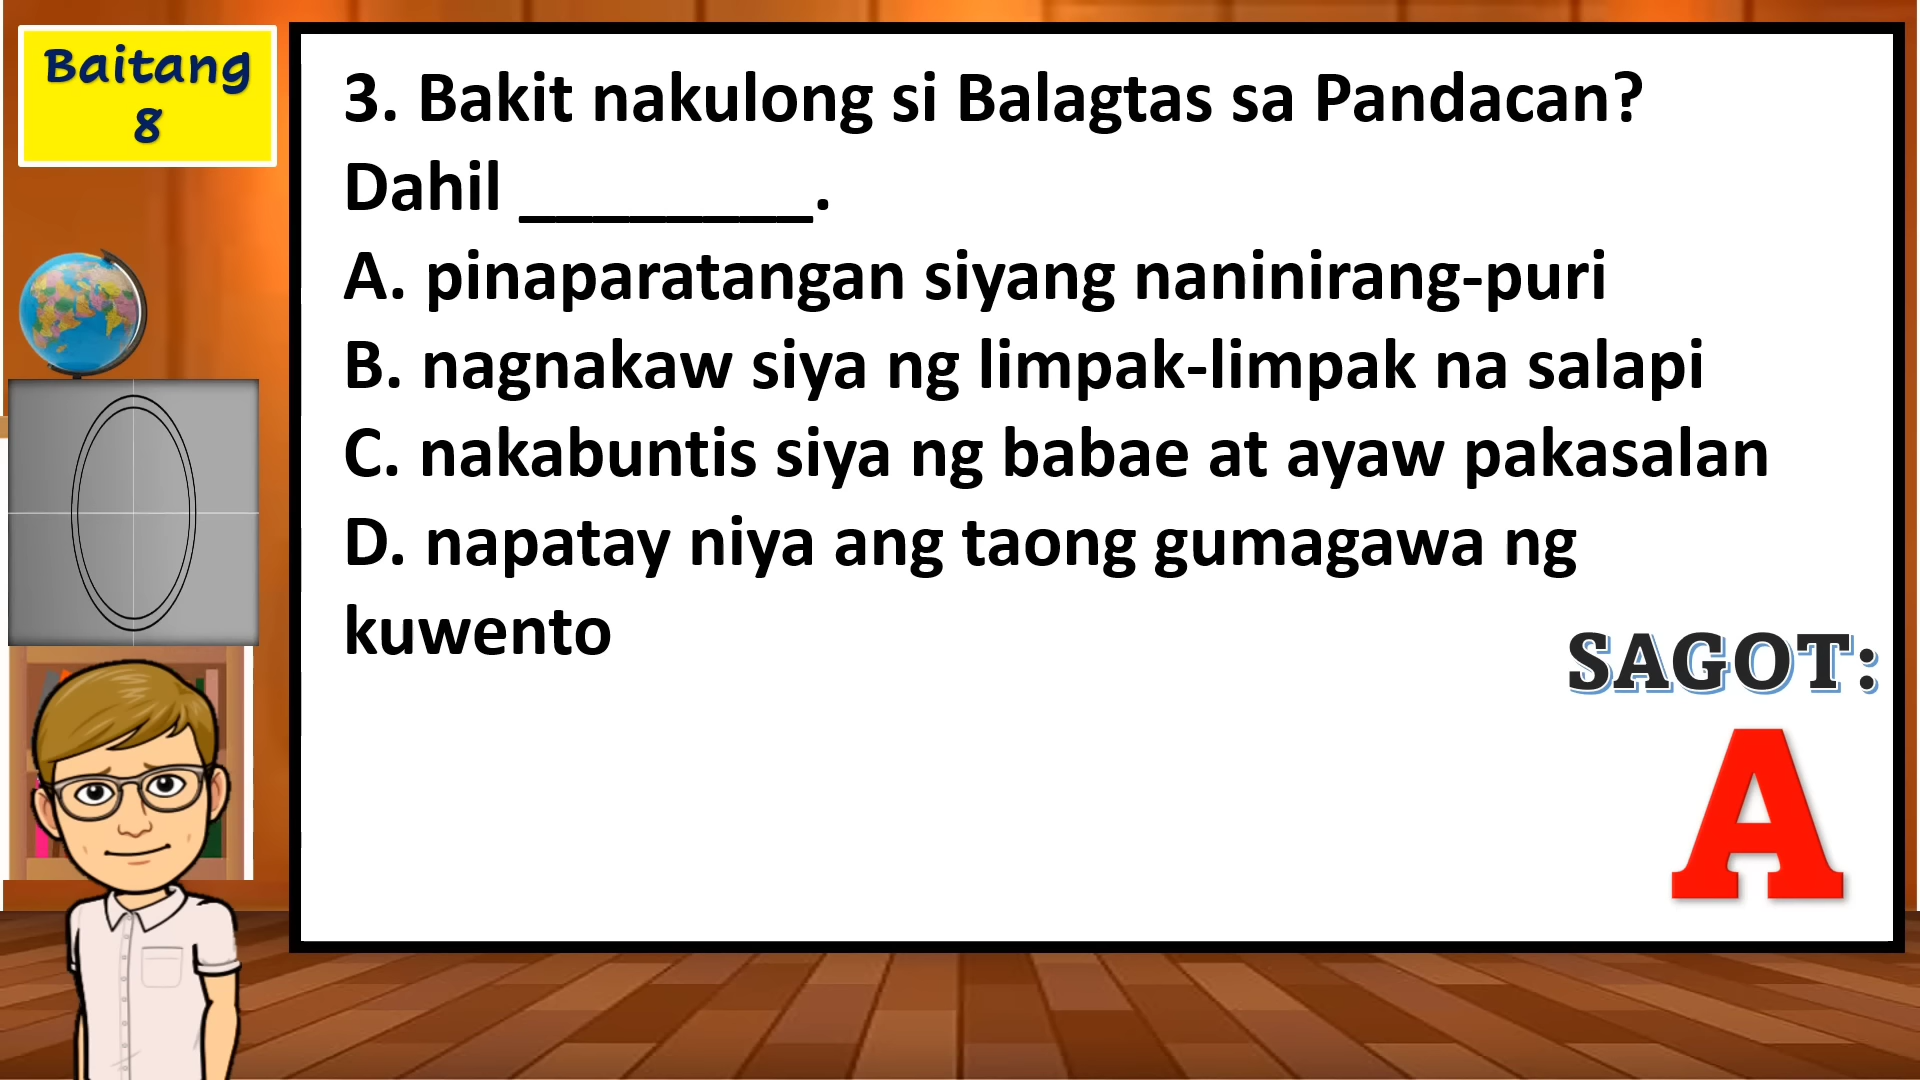 Baitang
8
3. Bakit nakulong si Balagtas sa Pandacan?
Dahil ________.
A. pinaparatangan siyang naninirang-puri
B. nagnakaw siya ng limpak-limpak na salapi
C. nakabuntis siya ng babae at ayaw pakasalan
D. napatay niya ang taong gumagawa ng
kuwento
SAGOT:
A